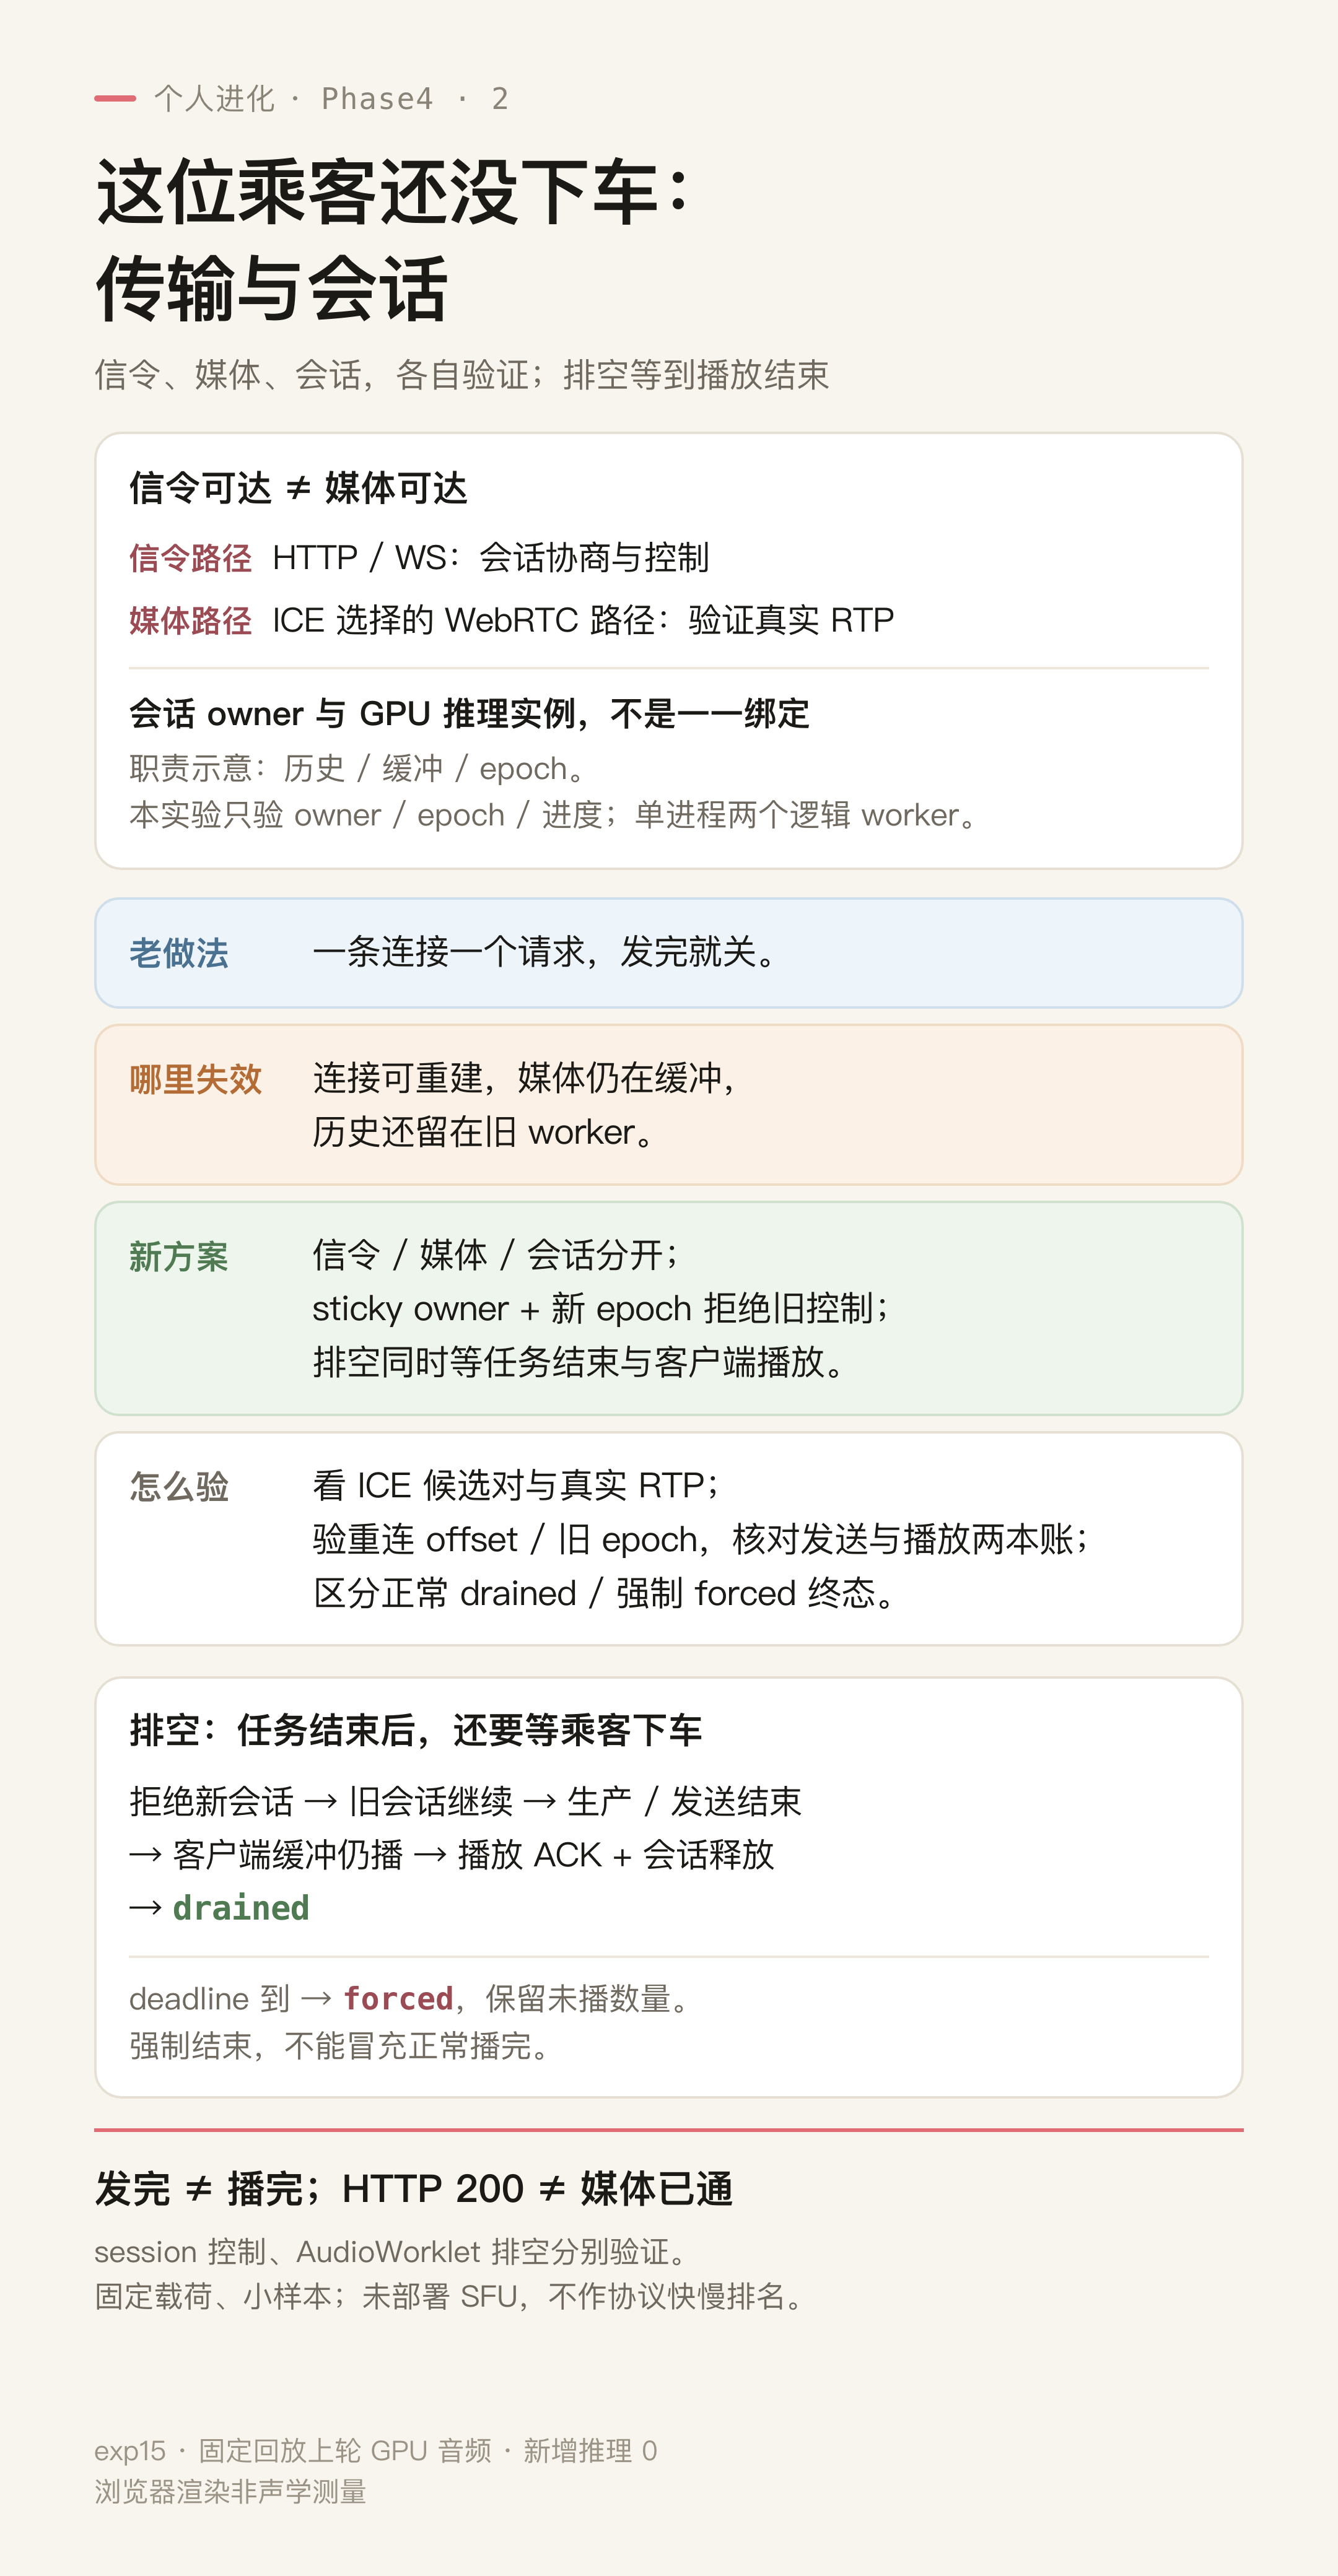 个人进化 · Phase4 · 2
这位乘客还没下车：
传输与会话
信令、媒体、会话，各自验证；排空等到播放结束
信令可达 ≠ 媒体可达
信令路径 HTTP / WS：会话协商与控制
媒体路径 ICE 选择的 WebRTC 路径：验证真实 RTP
会话 owner 与 GPU 推理实例，不是一一绑定
职责示意：历史 / 缓冲 / epoch。
本实验只验 owner / epoch / 进度；单进程两个逻辑 worker。
老做法 一条连接一个请求，发完就关。
哪里失效 连接可重建，媒体仍在缓冲，
历史还留在旧 worker。
新方案 信令 / 媒体 / 会话分开；
sticky owner + 新 epoch 拒绝旧控制；
排空同时等任务结束与客户端播放。
怎么验 看 ICE 候选对与真实 RTP；
验重连 offset / 旧 epoch，核对发送与播放两本账；
区分正常 drained / 强制 forced 终态。
排空：任务结束后，还要等乘客下车
拒绝新会话 → 旧会话继续 → 生产 / 发送结束
→ 客户端缓冲仍播 → 播放 ACK + 会话释放
→ drained
deadline 到 → forced，保留未播数量。
强制结束，不能冒充正常播完。
发完 ≠ 播完；HTTP 200 ≠ 媒体已通
session 控制、AudioWorklet 排空分别验证。
固定载荷、小样本；未部署 SFU，不作协议快慢排名。
exp15 · 固定回放上轮 GPU 音频 · 新增推理 0
浏览器渲染非声学测量